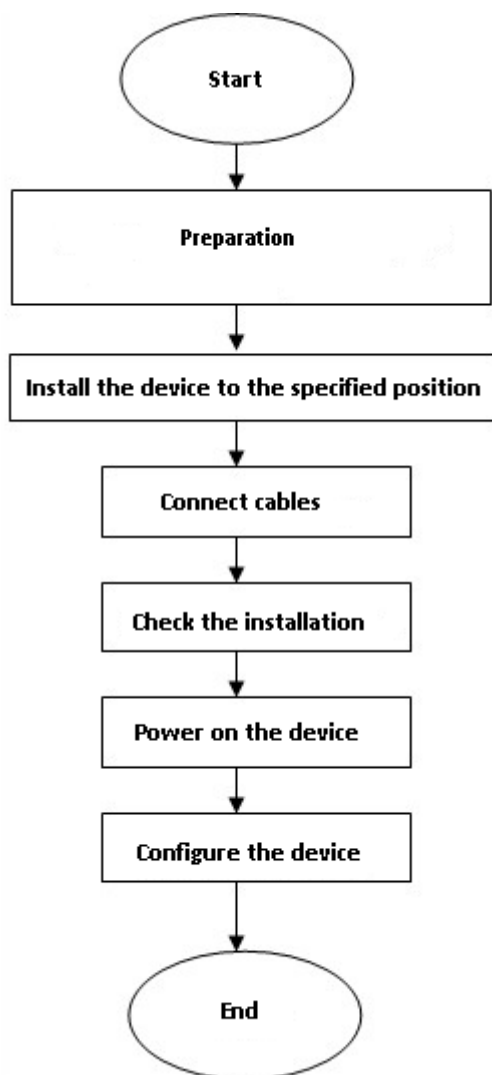 Start
Preparation
Install the device to the specified position
Connect cables
Check the installation
Power on the device
Configure the device
End